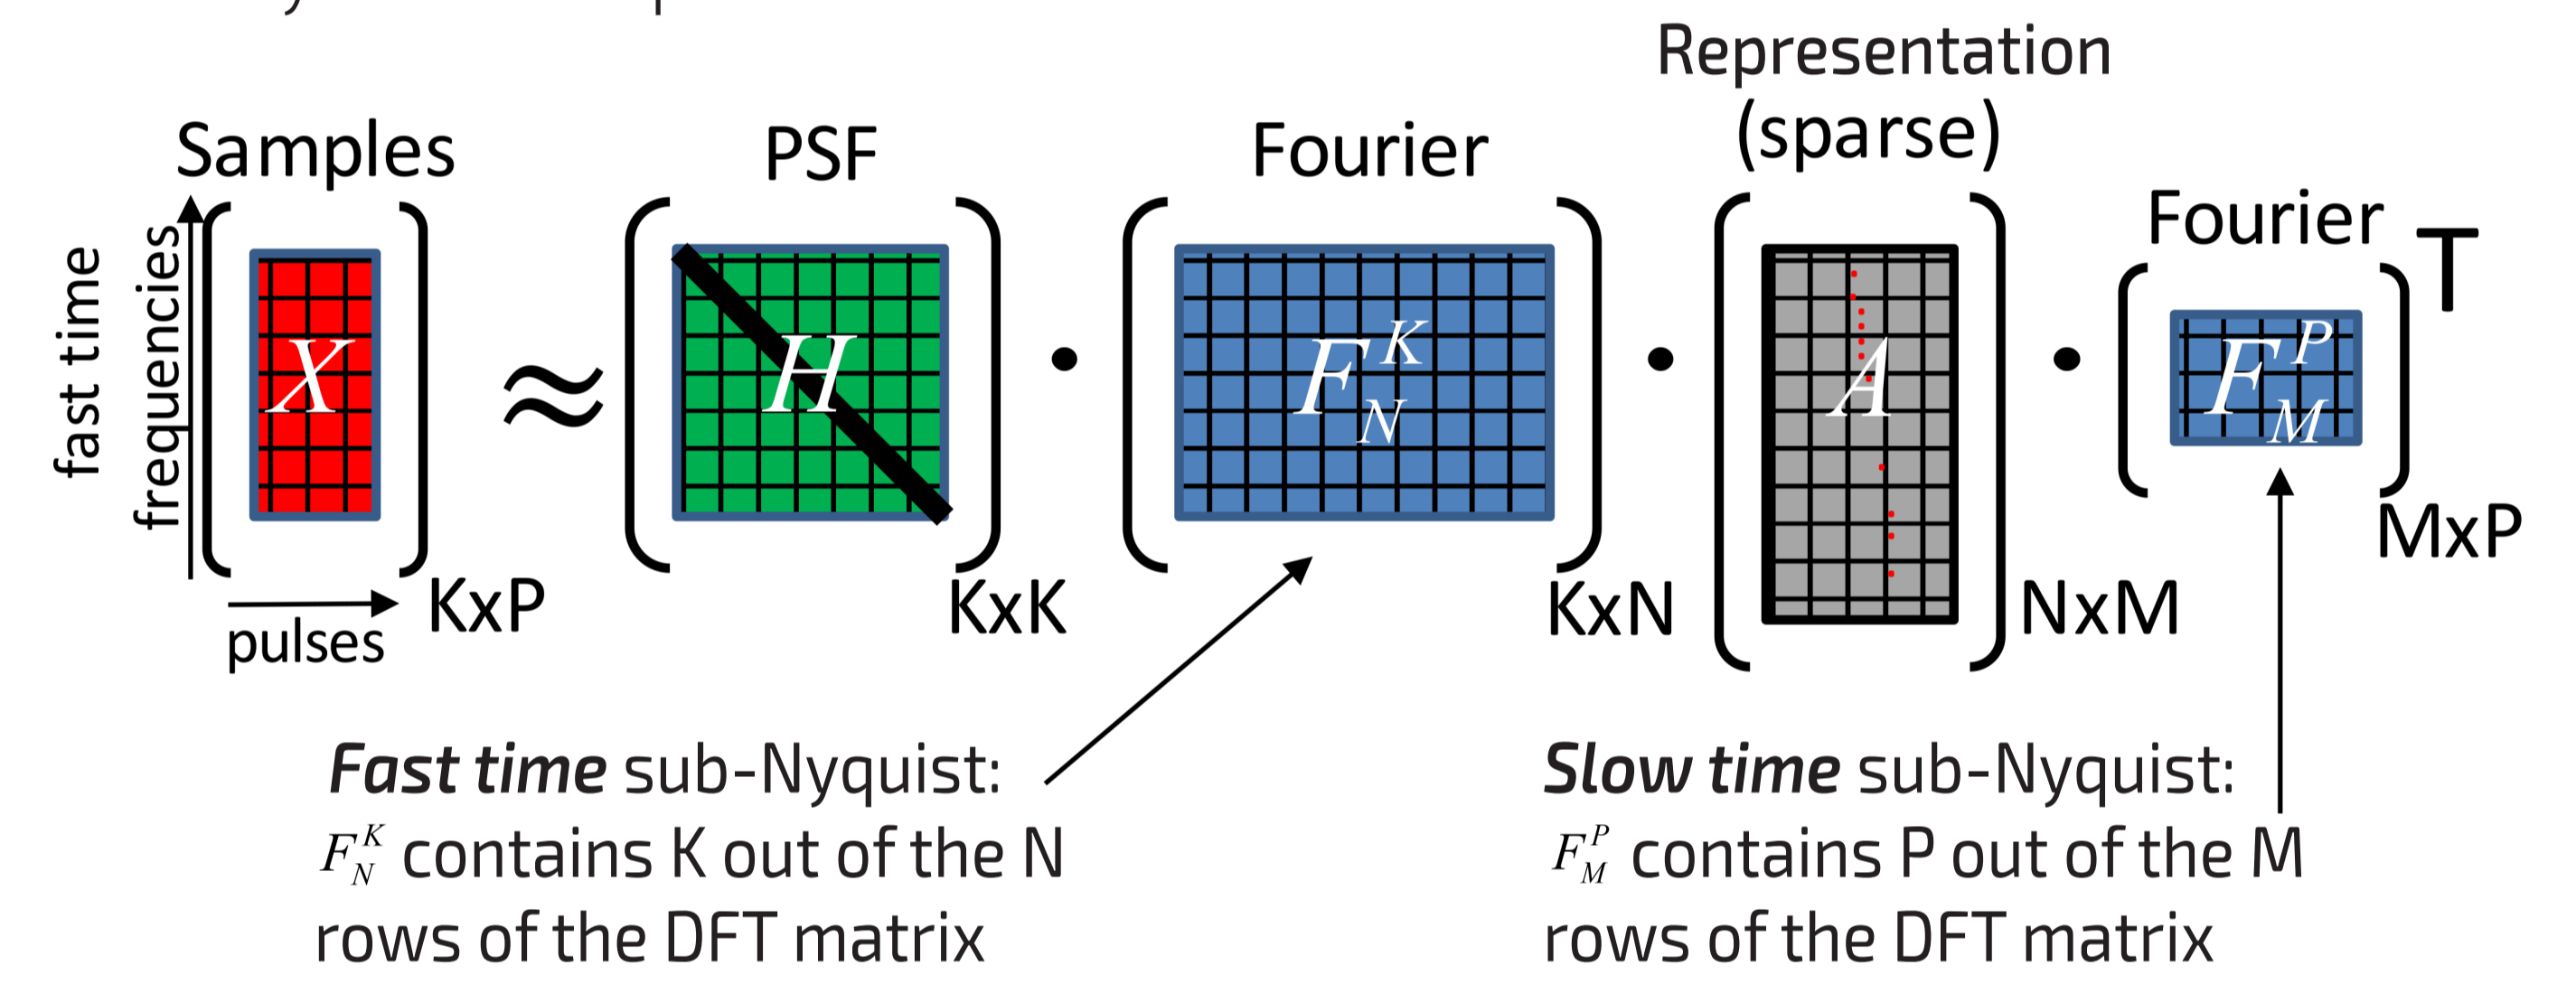 Representation
(sparse)
Samples
PSF
Fourier
Fourier
T
fast time
frequencies
X
≈
H
·
F_N^K
·
A
·
F_M^P
pulses
KxP
KxK
KxN
NxM
MxP
Fast time sub-Nyquist:
F_N^K contains K out of the N
rows of the DFT matrix
Slow time sub-Nyquist:
F_M^P contains P out of the M
rows of the DFT matrix